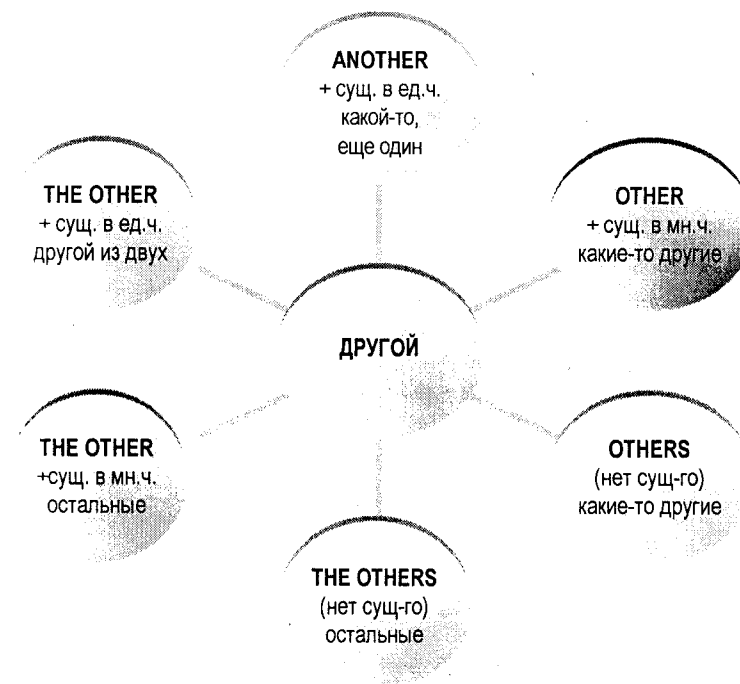 ANOTHER
+ сущ. в ед.ч.
какой-то,
еще один
THE OTHER
+ сущ. в ед.ч.
другой из двух
OTHER
+ сущ. в мн.ч.
какие-то другие
ДРУГОЙ
THE OTHER
+сущ. в мн.ч.
остальные
OTHERS
(нет сущ-го)
какие-то другие
THE OTHERS
(нет сущ-го)
остальные